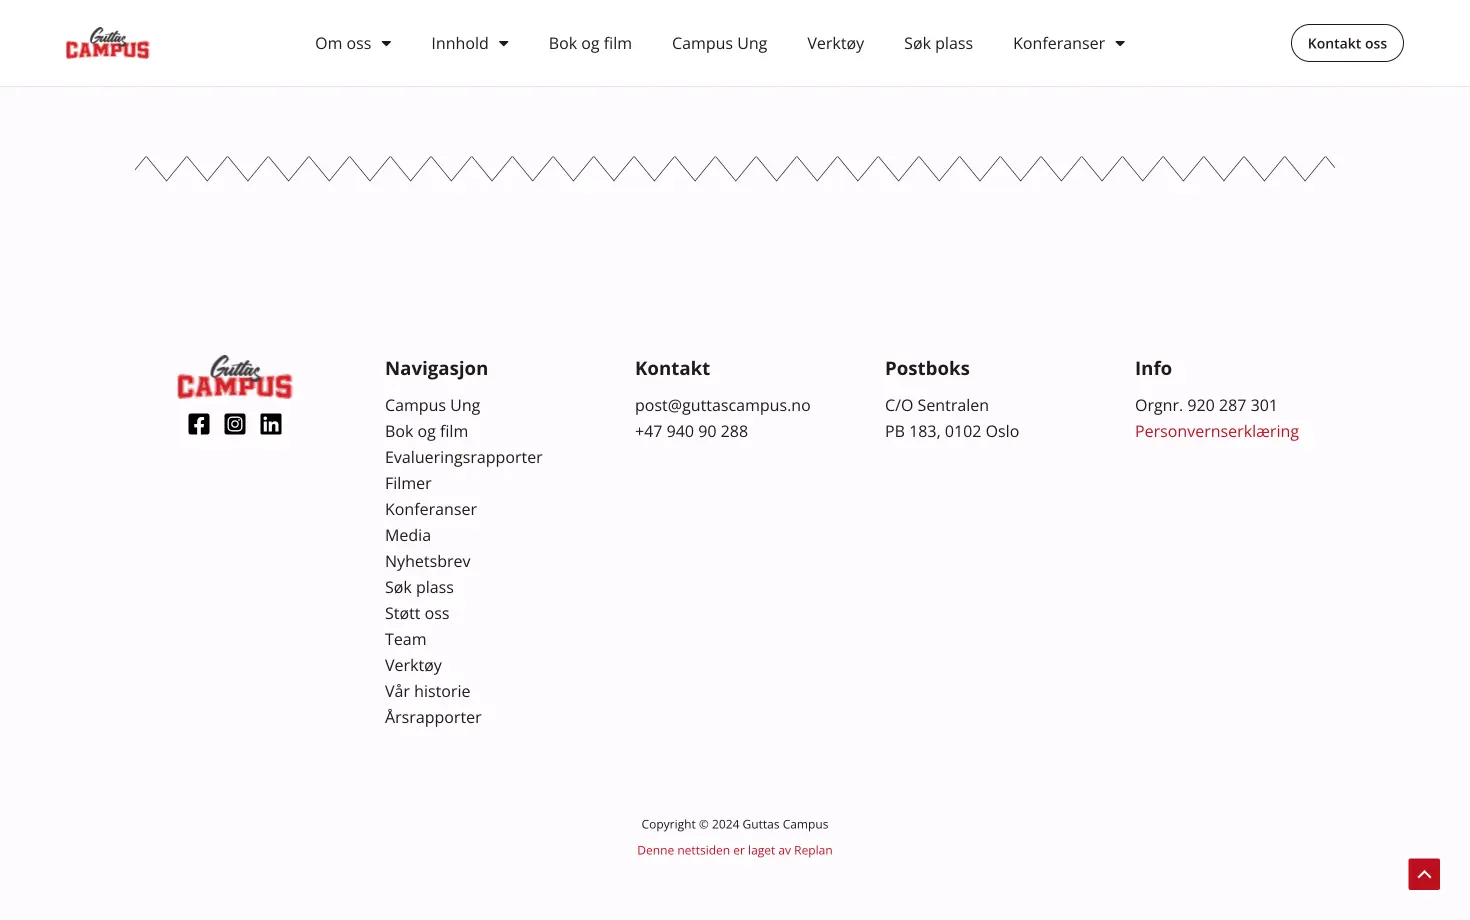 Guttas
CAMPUS
Om oss
Innhold
Bok og film
Campus Ung
Verktøy
Søk plass
Konferanser
Kontakt oss
Guttas
CAMPUS
Navigasjon
Campus Ung
Bok og film
Evalueringsrapporter
Filmer
Konferanser
Media
Nyhetsbrev
Søk plass
Støtt oss
Team
Verktøy
Vår historie
Årsrapporter
Kontakt
post@guttascampus.no
+47 940 90 288
Postboks
C/O Sentralen
PB 183, 0102 Oslo
Info
Orgnr. 920 287 301
Personvernserklæring
Copyright © 2024 Guttas Campus
Denne nettsiden er laget av Replan